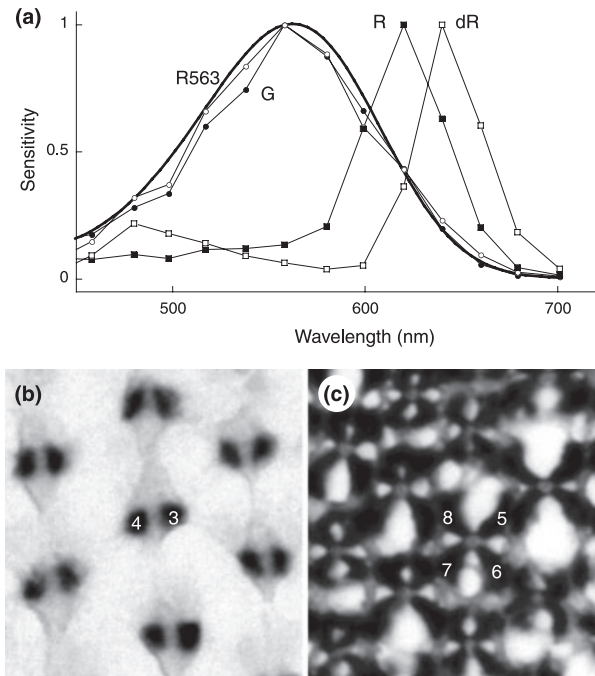 (a)
1
R
dR
R563
G
Sensitivity
0.5
0
500
600
700
Wavelength (nm)
(b)
(c)
4 3
8 5
7 6